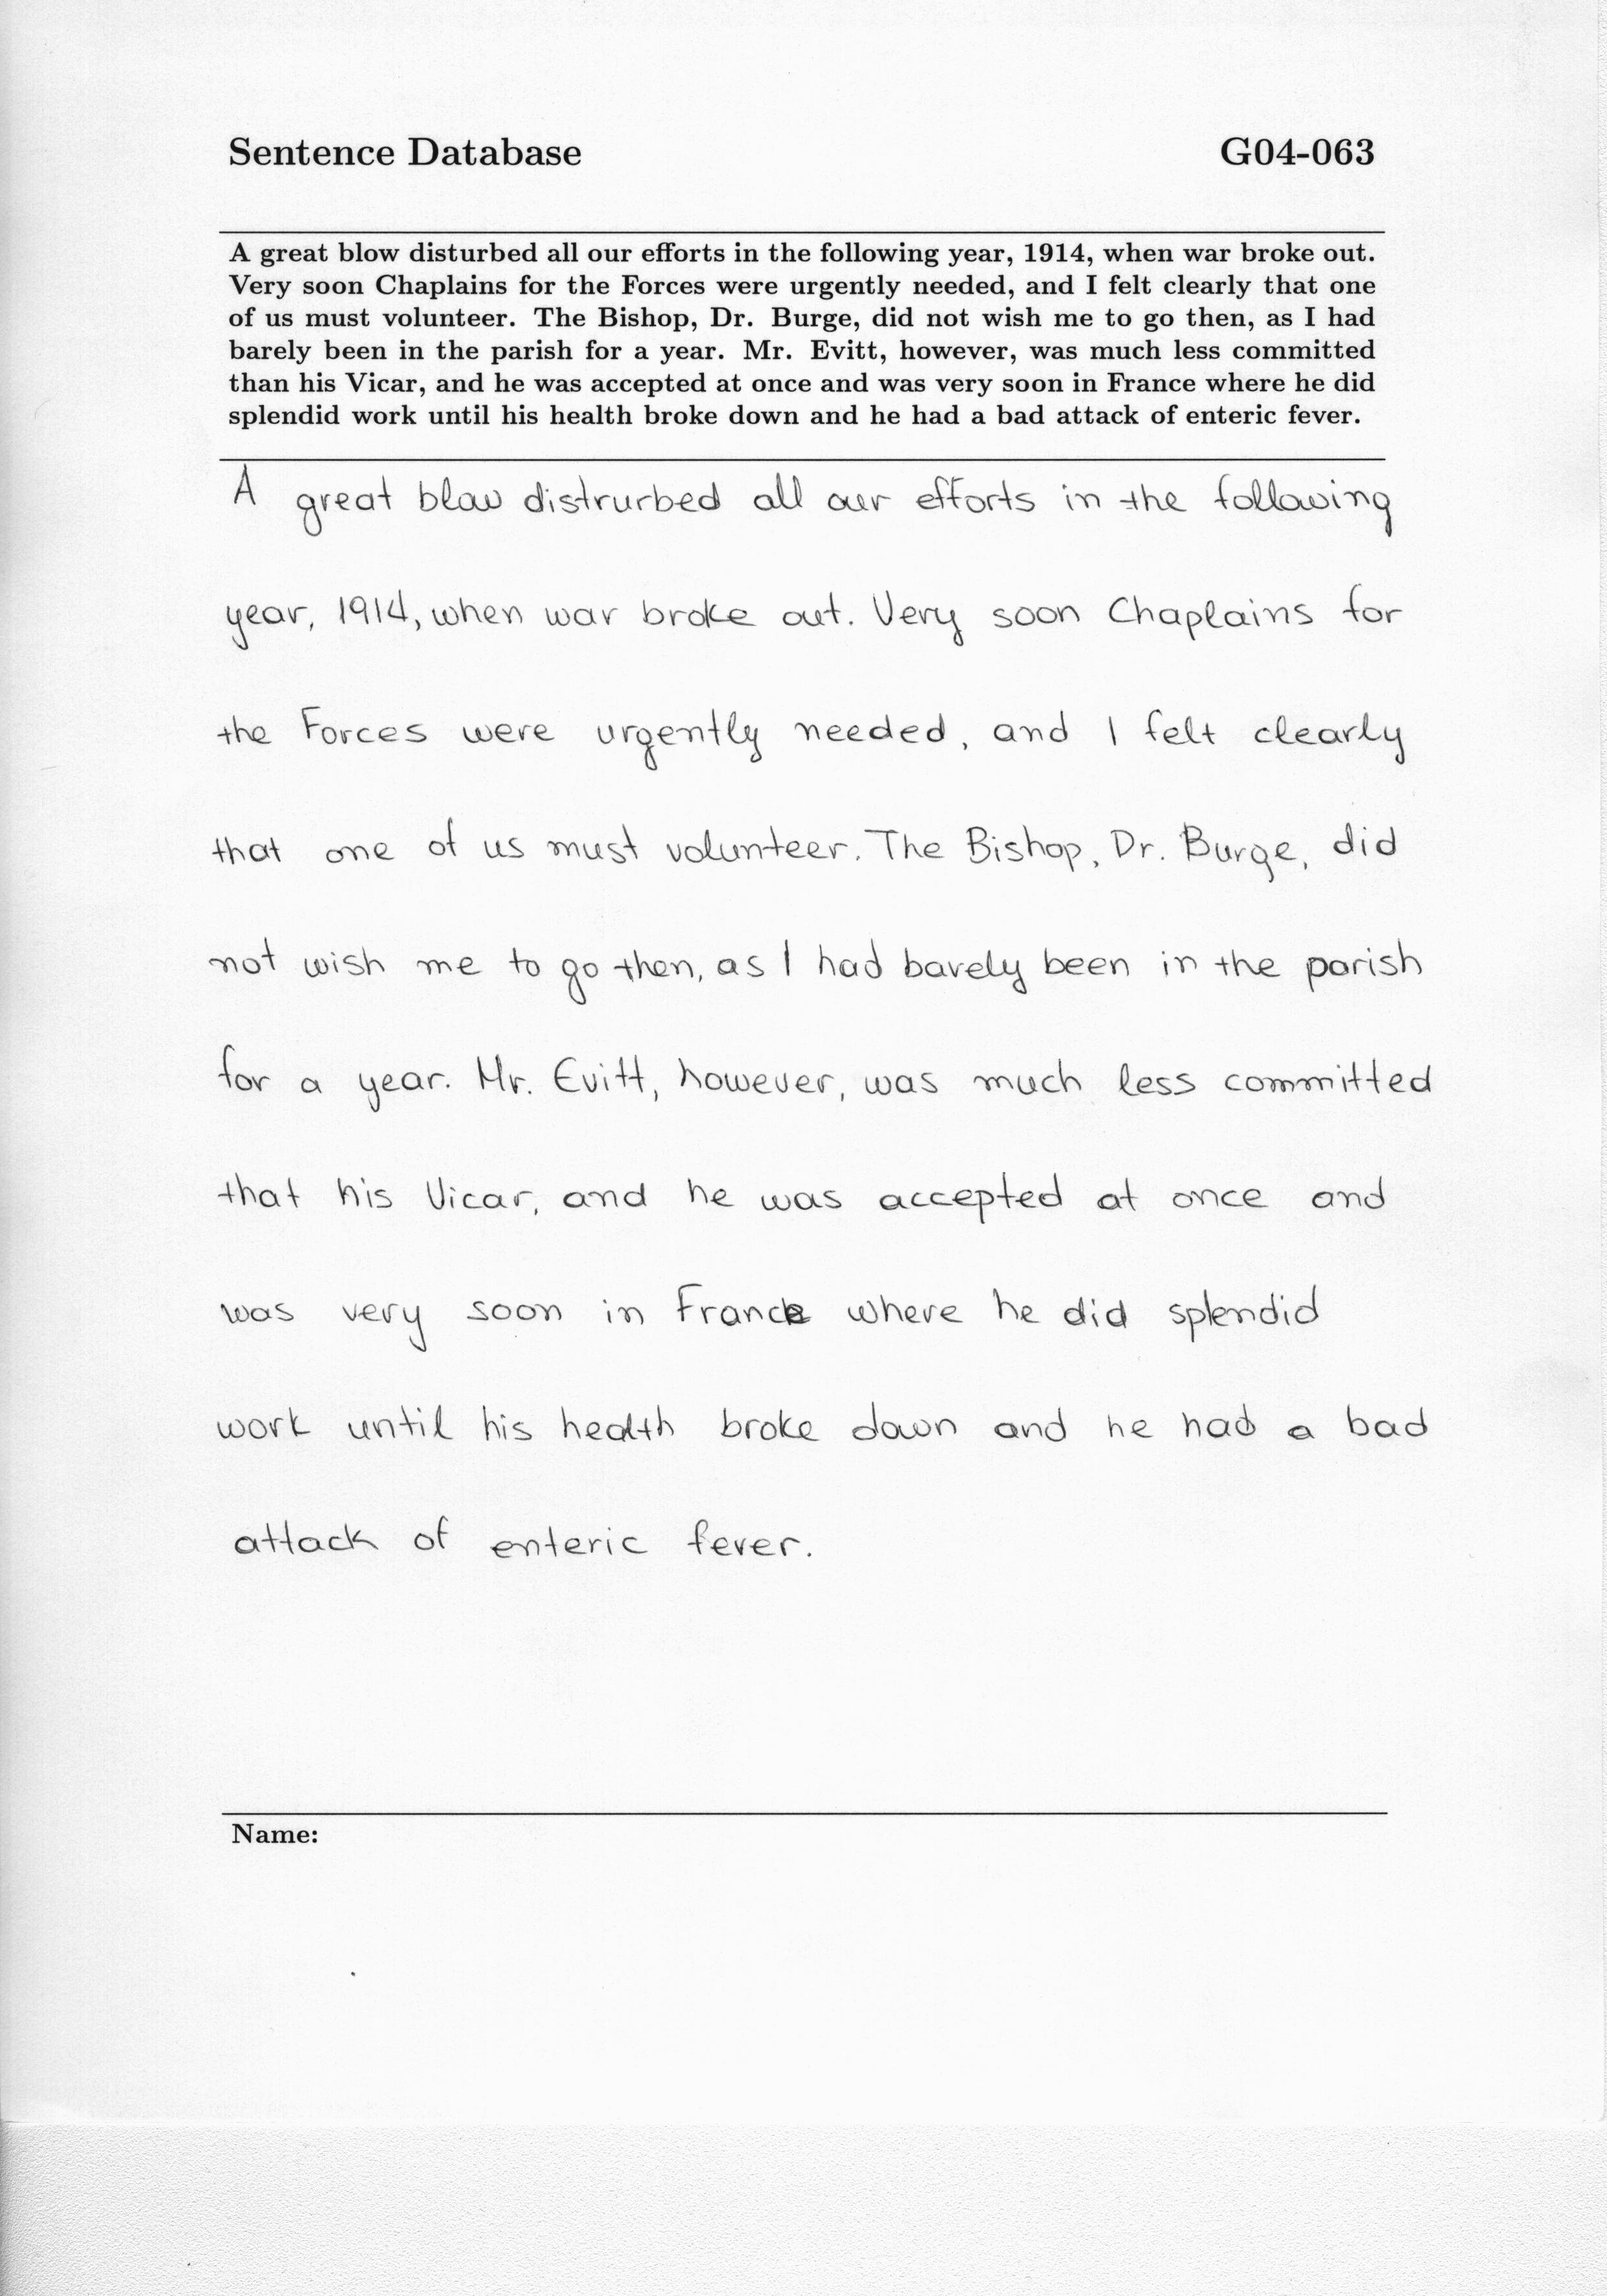 Sentence Database G04-063
A great blow disturbed all our efforts in the following year, 1914, when war broke out.
Very soon Chaplains for the Forces were urgently needed, and I felt clearly that one
of us must volunteer. The Bishop, Dr. Burge, did not wish me to go then, as I had
barely been in the parish for a year. Mr. Evitt, however, was much less committed
than his Vicar, and he was accepted at once and was very soon in France where he did
splendid work until his health broke down and he had a bad attack of enteric fever.
A great blow distrurbed all our efforts in the following
year, 1914, when war broke out. Very soon Chaplains for
the Forces were urgently needed, and I felt clearly
that one of us must volunteer. The Bishop, Dr. Burge, did
not wish me to go then, as I had barely been in the parish
for a year. Mr. Evitt, however, was much less committed
that his Vicar, and he was accepted at once and
was very soon in France where he did splendid
work until his health broke down and he had a bad
attack of enteric fever.
Name: